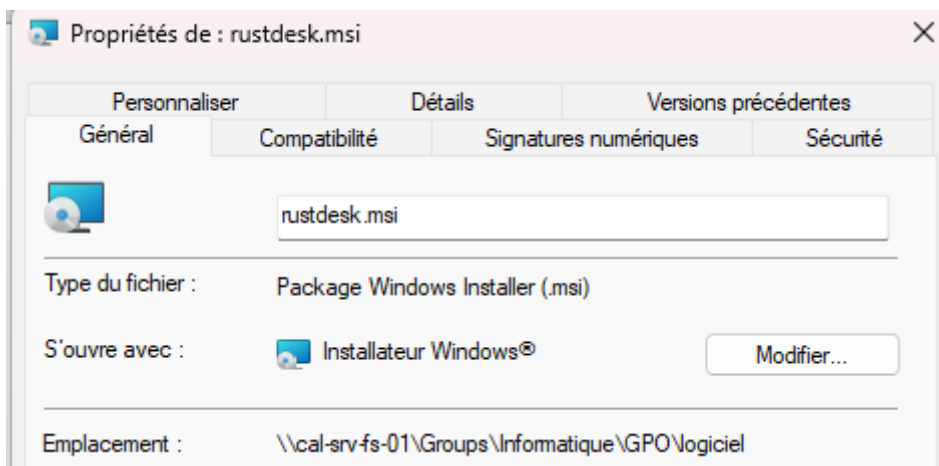 Propriétés de : rustdesk.msi
Personnaliser Détails Versions précédentes
Général Compatibilité Signatures numériques Sécurité
rustdesk.msi
Type du fichier : Package Windows Installer (.msi)
S'ouvre avec : Installateur Windows® Modifier...
Emplacement : \\cal-srv-fs-01\Groups\Informatique\GPO\logiciel